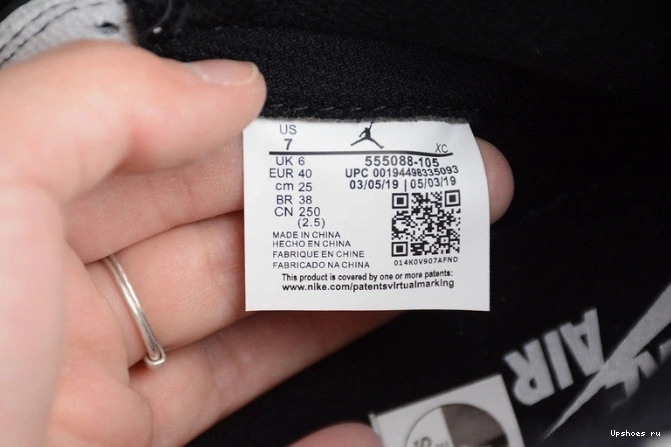 US
7
XC
UK 6
EUR 40
cm 25
BR 38
CN 250
(2.5)
555088-105
UPC 00194498335093
03/05/19 | 05/03/19
014K0V907AFND
MADE IN CHINA
HECHO EN CHINA
FABRIQUE EN CHINE
FABRICADO NA CHINA
This product is covered by one or more patents:
www.nike.com/patentsvirtualmarking
AIR
Upshoes ru